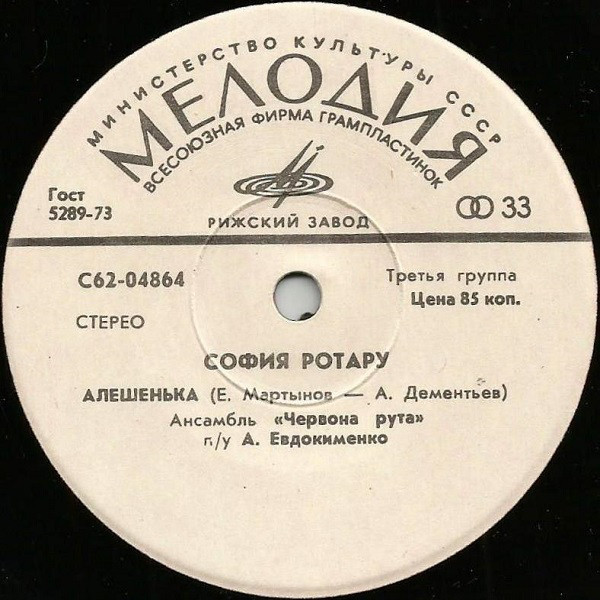 МИНИСТЕРСТВО КУЛЬТУРЫ СССР
МЕЛОДИЯ
ВСЕСОЮЗНАЯ ФИРМА ГРАМПЛАСТИНОК
Гост
5289-73
РИЖСКИЙ ЗАВОД
33
С62-04864
Третья группа
Цена 85 коп.
СТЕРЕО
СОФИЯ РОТАРУ
АЛЕШЕНЬКА (Е. Мартынов — А. Дементьев)
Ансамбль «Червона рута»
п/у А. Евдокименко